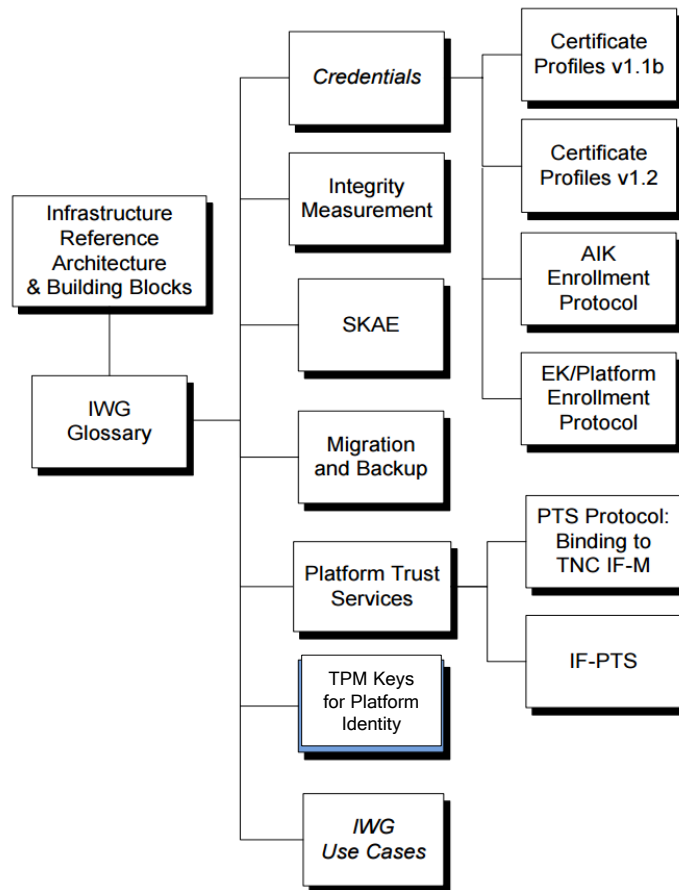 Infrastructure
Reference
Architecture
& Building Blocks
IWG
Glossary
Credentials
Integrity
Measurement
SKAE
Migration
and Backup
Platform Trust
Services
TPM Keys
for Platform
Identity
IWG
Use Cases
Certificate
Profiles v1.1b
Certificate
Profiles v1.2
AIK
Enrollment
Protocol
EK/Platform
Enrollment
Protocol
PTS Protocol:
Binding to
TNC IF-M
IF-PTS